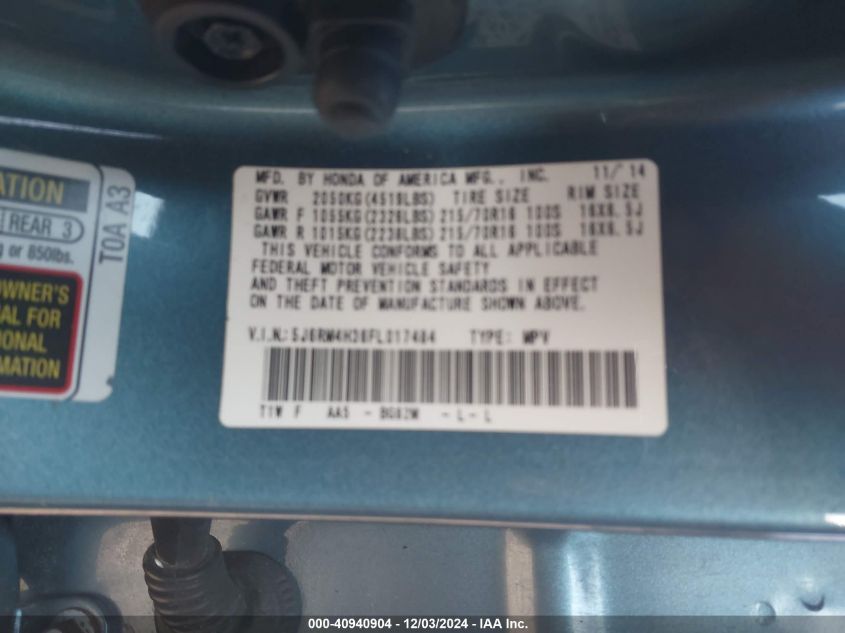 ATION
REAR 3
or 850lbs.
OWNER'S
AL FOR
IONAL
MATION
TOA A3
MFD. BY HONDA OF AMERICA MFG., INC. 11/'14
GVWR 2050KG(4519LBS) TIRE SIZE RIM SIZE
GAWR F 1055KG(2326LBS) 215/70R16 100S 16X6.5J
GAWR R 1015KG(2238LBS) 215/70R16 100S 16X6.5J
THIS VEHICLE CONFORMS TO ALL APPLICABLE
FEDERAL MOTOR VEHICLE SAFETY
AND THEFT PREVENTION STANDARDS IN EFFECT
ON THE DATE OF MANUFACTURE SHOWN ABOVE.
V.I.N.: 5J6RM4H36FL017484 TYPE: MPV
T1W F AA5 - BG82M - L - L
000-40940904 - 12/03/2024 - IAA Inc.